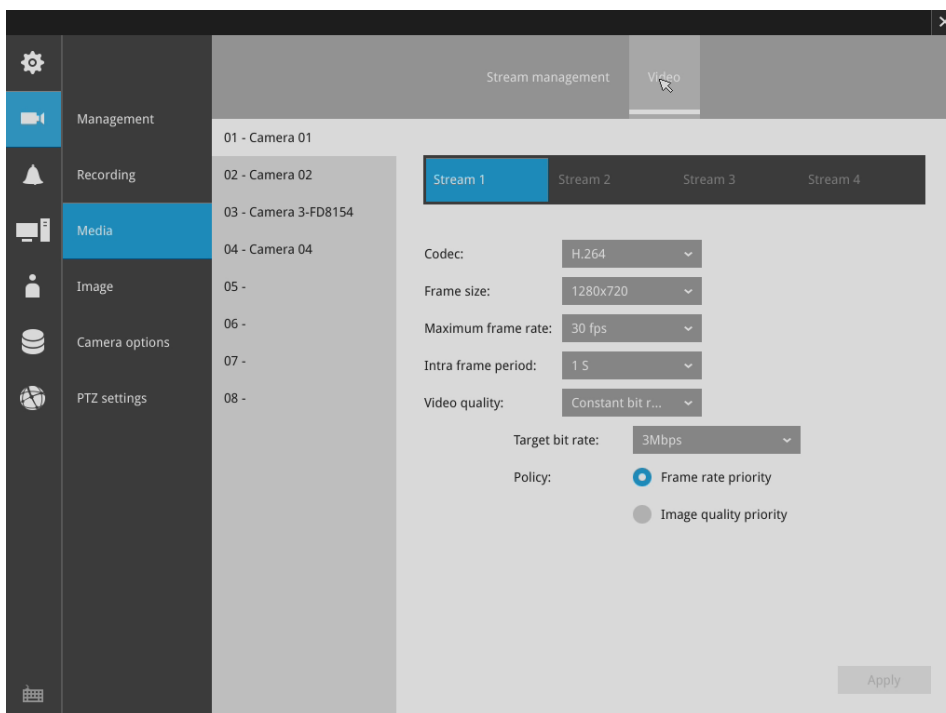 Stream management Video
Management
Recording
Media
Image
Camera options
PTZ settings
01 - Camera 01
02 - Camera 02
03 - Camera 3-FD8154
04 - Camera 04
05 -
06 -
07 -
08 -
Stream 1 Stream 2 Stream 3 Stream 4
Codec: H.264
Frame size: 1280x720
Maximum frame rate: 30 fps
Intra frame period: 1 S
Video quality: Constant bit r...
Target bit rate: 3Mbps
Policy: Frame rate priority
Image quality priority
Apply